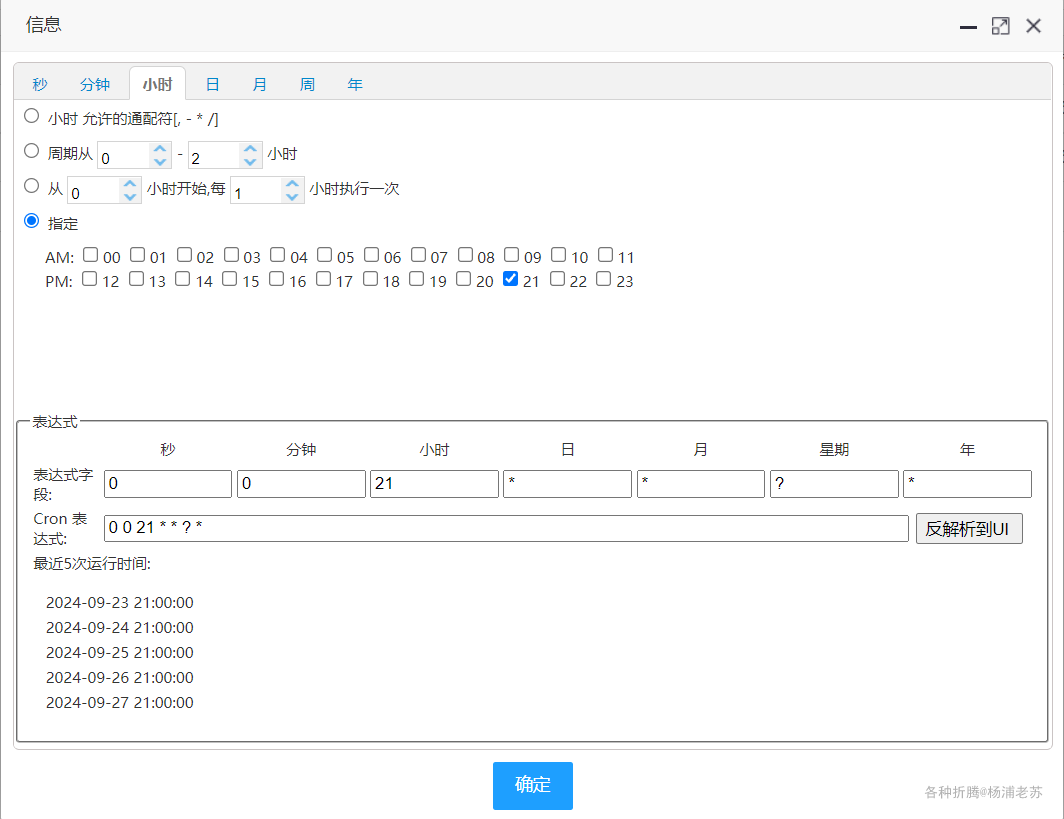 信息
秒 分钟 小时 日 月 周 年
小时 允许的通配符[, - * /]
周期从 0 - 2 小时
从 0 小时开始,每 1 小时执行一次
指定
AM: 00 01 02 03 04 05 06 07 08 09 10 11
PM: 12 13 14 15 16 17 18 19 20 21 22 23
表达式
秒 分钟 小时 日 月 星期 年
表达式字段: 0 0 21 * * ? *
Cron 表达式: 0 0 21 * * ? * 反解析到UI
最近5次运行时间:
2024-09-23 21:00:00
2024-09-24 21:00:00
2024-09-25 21:00:00
2024-09-26 21:00:00
2024-09-27 21:00:00
确定
各种折腾@杨浦老苏